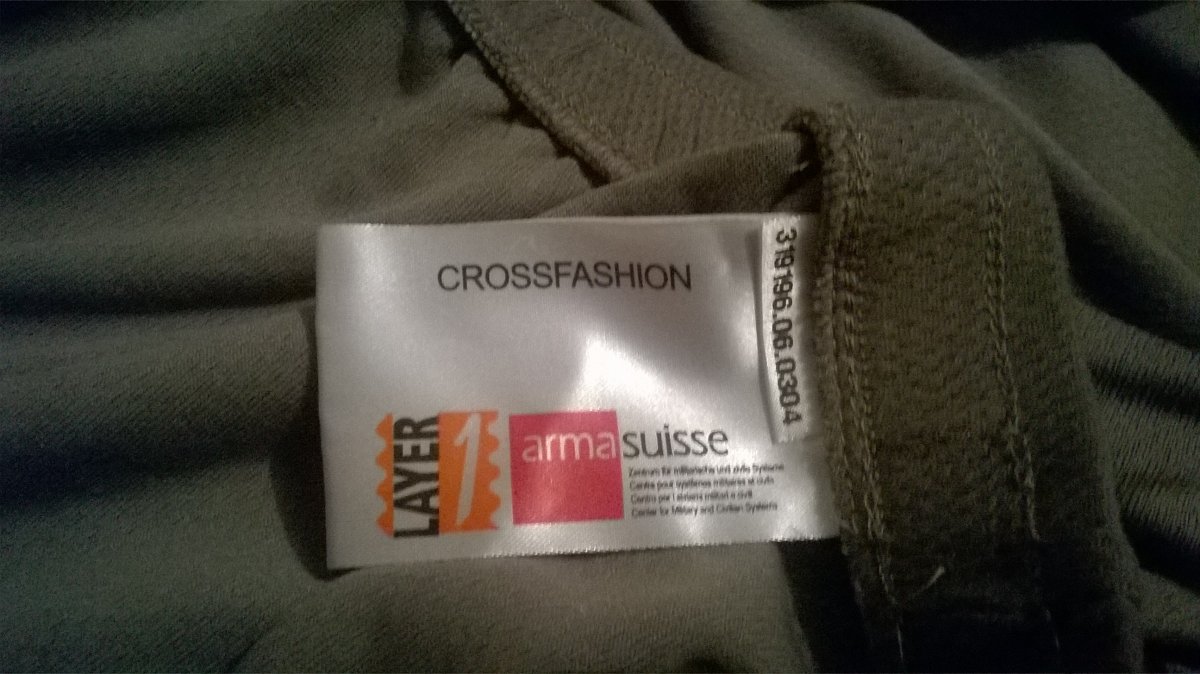 CROSSFASHION
319196.06.0304
LAYER 1
armasuisse
Zentrum für militärische und zivile Systeme
Centre pour systèmes militaires et civils
Centro per sistemi militari e civili
Center for Military and Civilian Systems